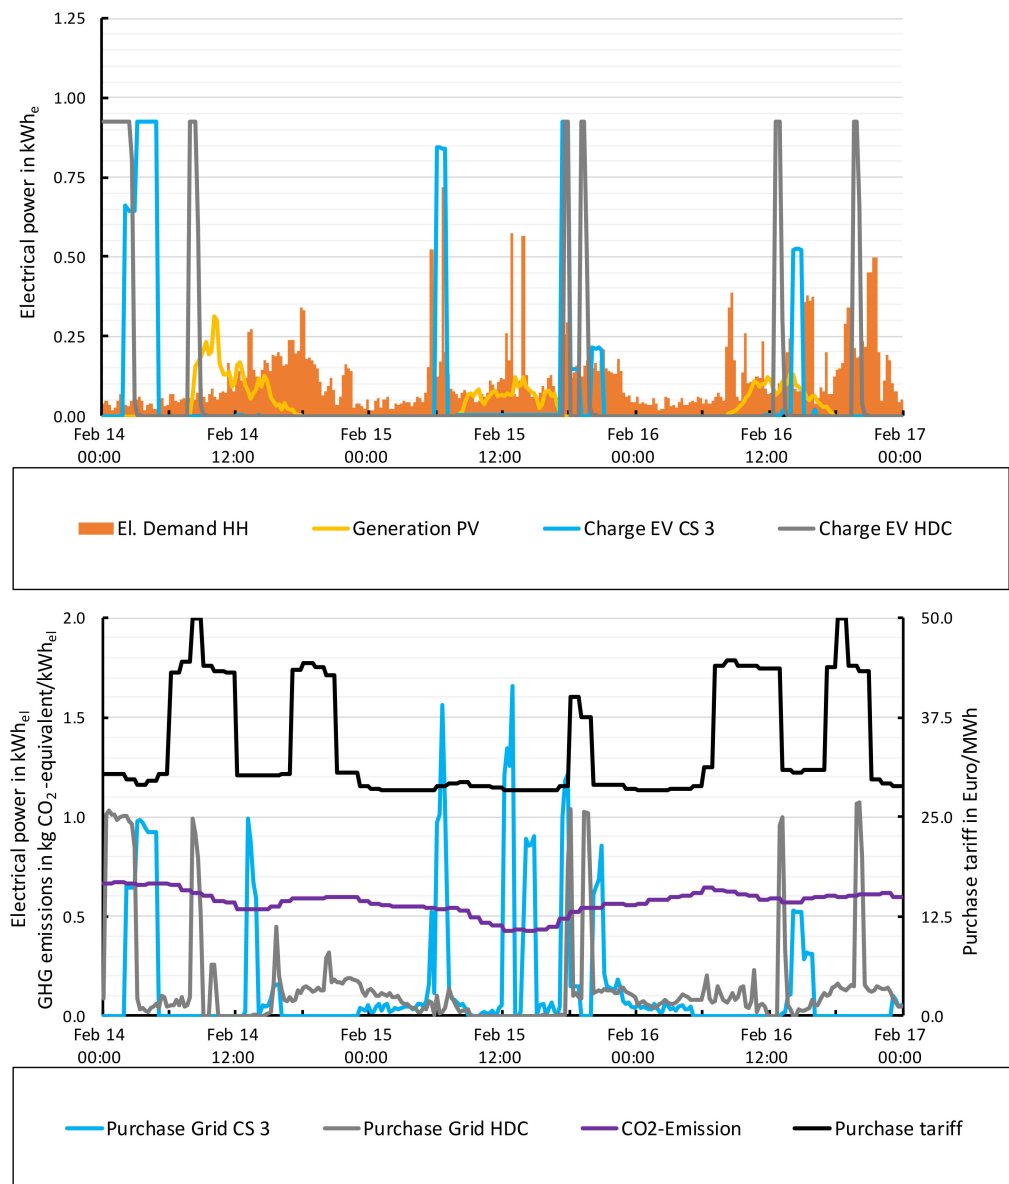 1.25
1.00
0.75
0.50
0.25
0.00
Electrical power in kWhe
Feb 14 Feb 14 Feb 15 Feb 15 Feb 16 Feb 16 Feb 17
00:00 12:00 00:00 12:00 00:00 12:00 00:00
El. Demand HH Generation PV Charge EV CS 3 Charge EV HDC
2.0
1.5
1.0
0.5
0.0
Electrical power in kWhel
GHG emissions in kg CO2-equivalent/kWhel
50.0
37.5
25.0
12.5
0.0
Purchase tariff in Euro/MWh
Feb 14 Feb 14 Feb 15 Feb 15 Feb 16 Feb 16 Feb 17
00:00 12:00 00:00 12:00 00:00 12:00 00:00
Purchase Grid CS 3 Purchase Grid HDC CO2-Emission Purchase tariff